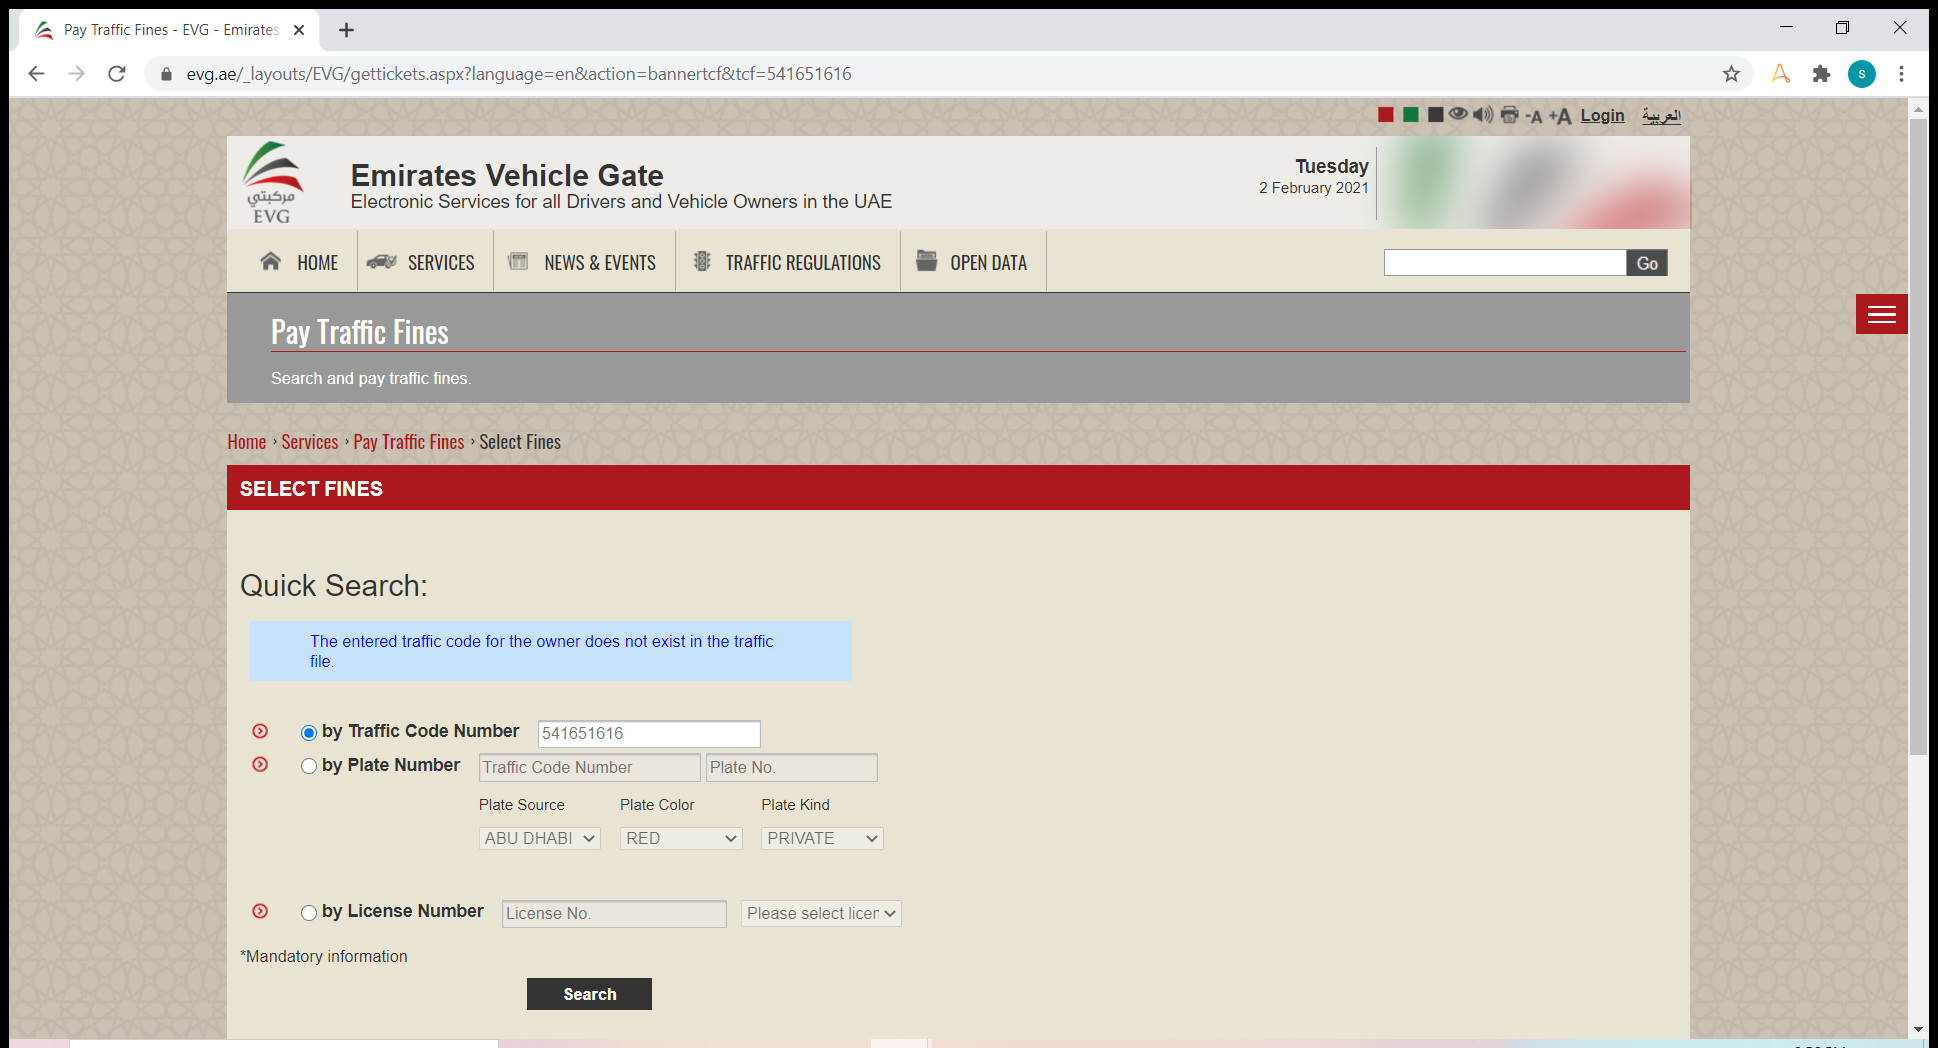 Pay Traffic Fines - EVG - Emirates
evg.ae/_layouts/EVG/gettickets.aspx?language=en&action=bannertcf&tcf=541651616
s
-A +A Login العربية
مركبتي
EVG
Emirates Vehicle Gate
Electronic Services for all Drivers and Vehicle Owners in the UAE
Tuesday
2 February 2021
HOME SERVICES NEWS & EVENTS TRAFFIC REGULATIONS OPEN DATA Go
Pay Traffic Fines
Search and pay traffic fines.
Home › Services › Pay Traffic Fines › Select Fines
SELECT FINES
Quick Search:
The entered traffic code for the owner does not exist in the traffic
file.
by Traffic Code Number 541651616
by Plate Number Traffic Code Number Plate No.
Plate Source Plate Color Plate Kind
ABU DHABI RED PRIVATE
by License Number License No. Please select licen
*Mandatory information
Search